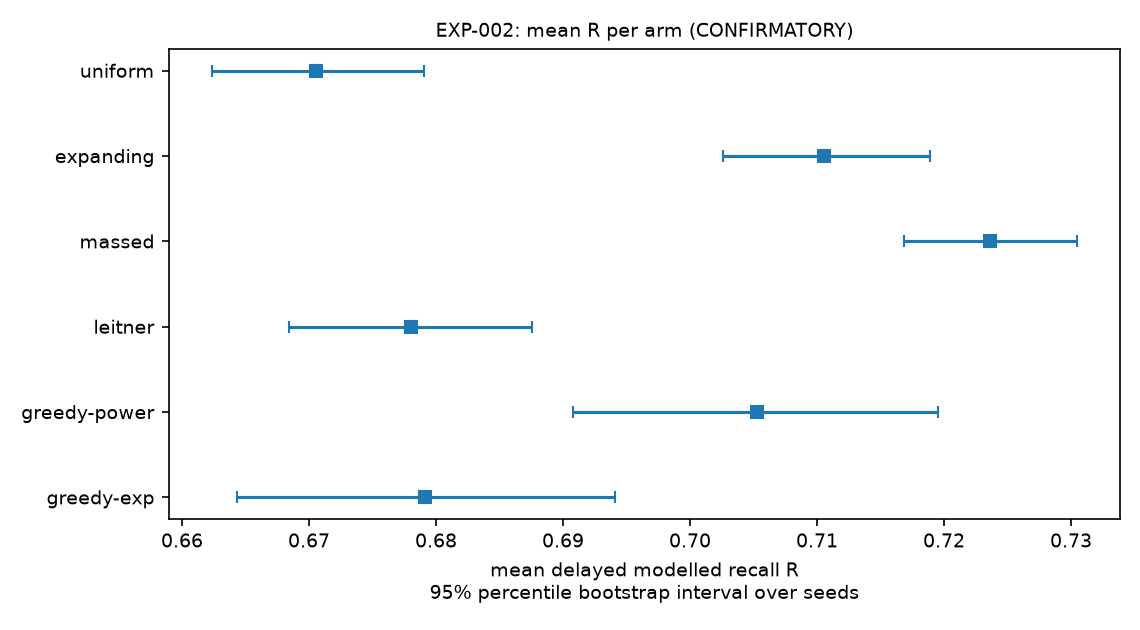 EXP-002: mean R per arm (CONFIRMATORY)
uniform
expanding
massed
leitner
greedy-power
greedy-exp
0.66 0.67 0.68 0.69 0.70 0.71 0.72 0.73
mean delayed modelled recall R
95% percentile bootstrap interval over seeds